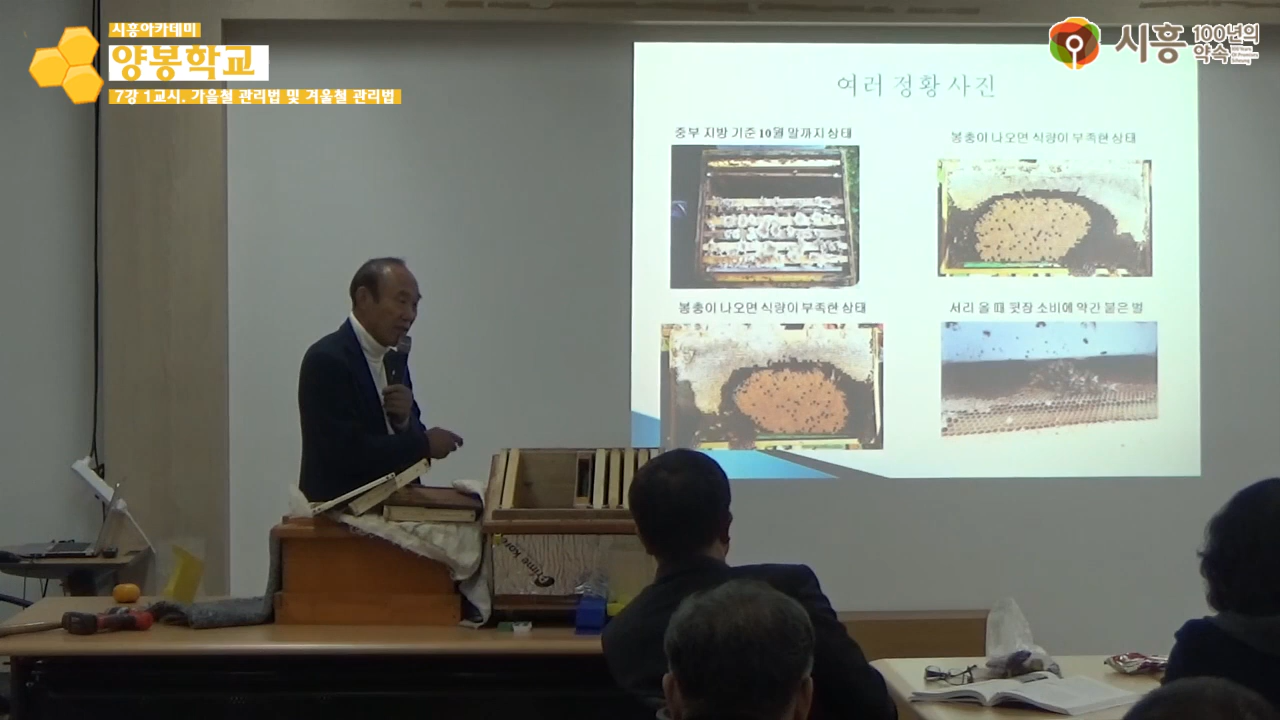 시흥아카데미
양봉학교
7강 1교시. 가을철 관리법 및 겨울철 관리법
시흥
100년의
약속
여러 정황 사진
중부 지방 기준 10월 말까지 상태
봉충이 나오면 식량이 부족현 상태
봉충이 나오면 식량이 부족현 상태
서리 올 때 뒷장 소비에 약간 붙은 벌
Prime kore